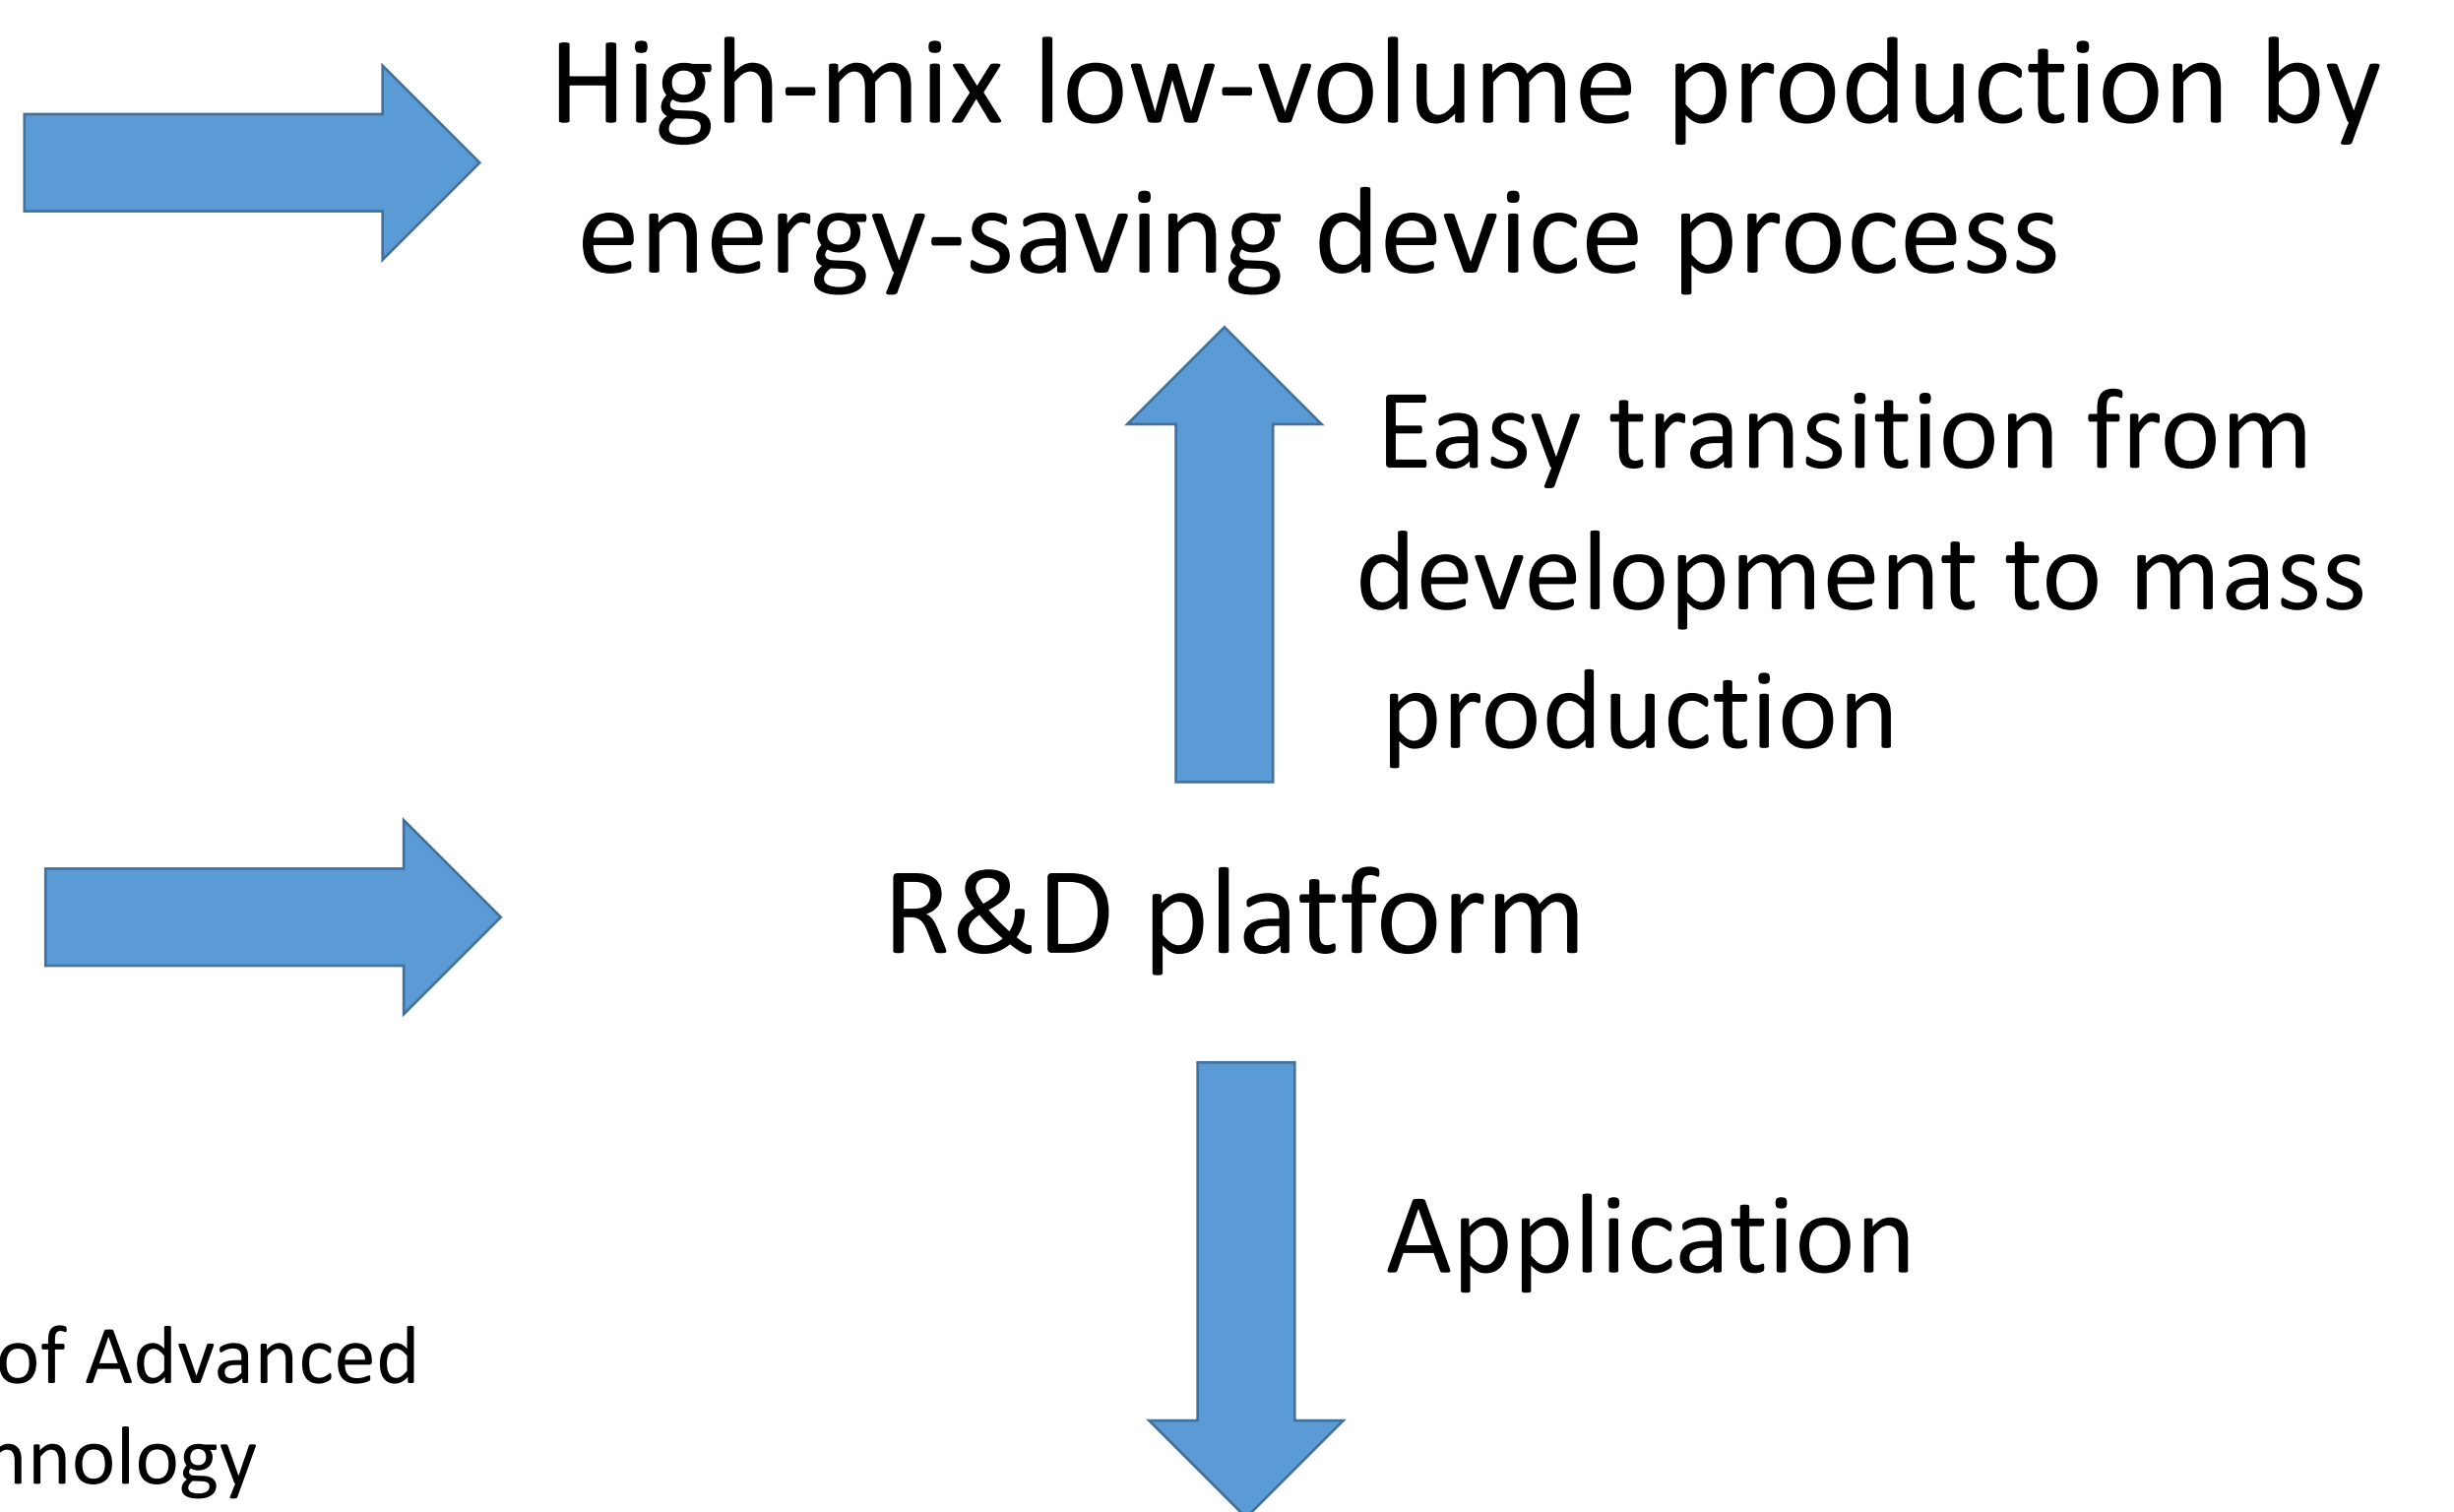 High-mix low-volume production by
energy-saving device process
Easy transition from
development to mass
production
R&D platform
Application
of Advanced
nology